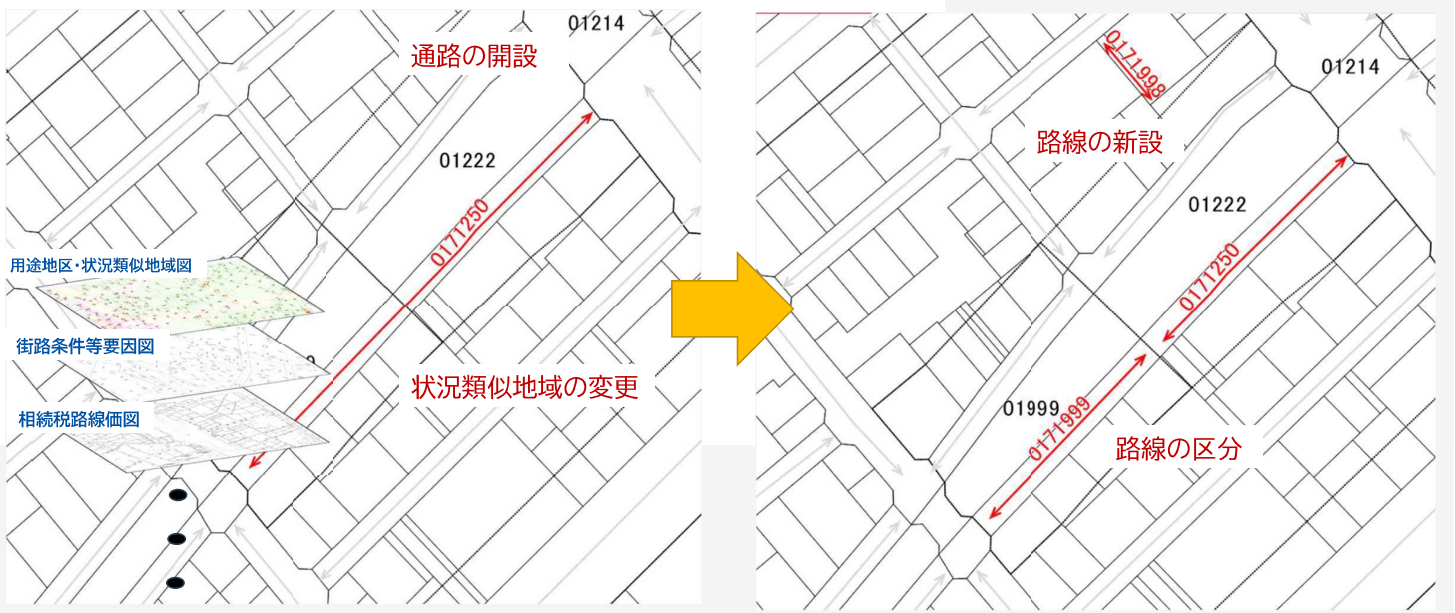 01214
通路の開設
01222
0171250
用途地区・状況類似地域図
街路条件等要因図
状況類似地域の変更
相続税路線価図
0171998
01214
路線の新設
01222
0171250
01999
0171999
路線の区分